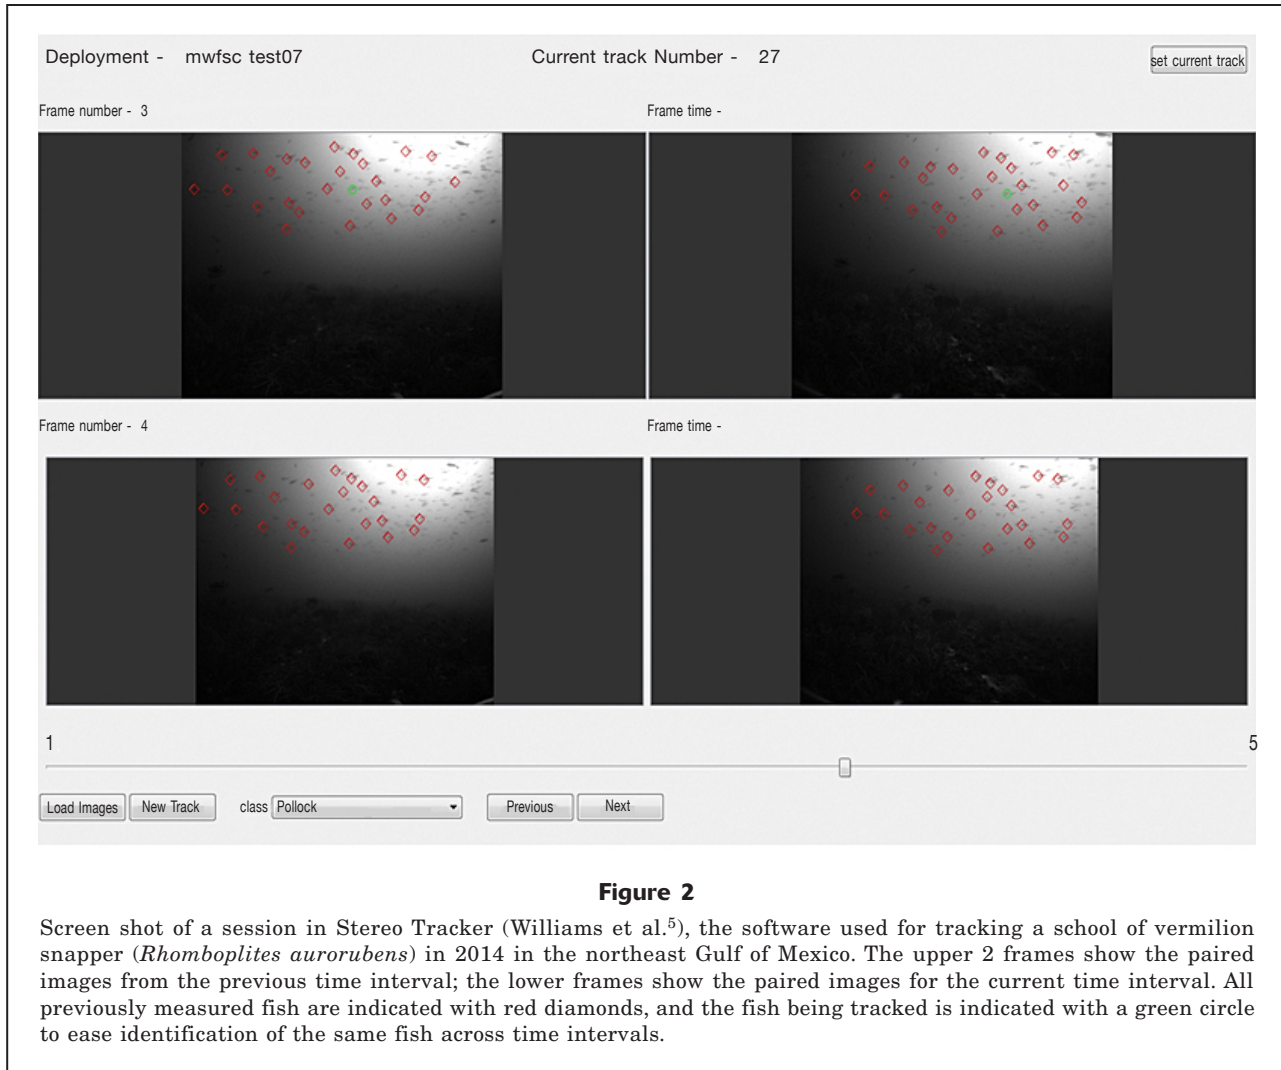 Deployment - mwfsc test07 Current track Number - 27 set current track
Frame number - 3 Frame time -
Frame number - 4 Frame time -
1 5
Load Images New Track class Pollock Previous Next
Figure 2
Screen shot of a session in Stereo Tracker (Williams et al.⁵), the software used for tracking a school of vermilion
snapper (Rhomboplites aurorubens) in 2014 in the northeast Gulf of Mexico. The upper 2 frames show the paired
images from the previous time interval; the lower frames show the paired images for the current time interval. All
previously measured fish are indicated with red diamonds, and the fish being tracked is indicated with a green circle
to ease identification of the same fish across time intervals.